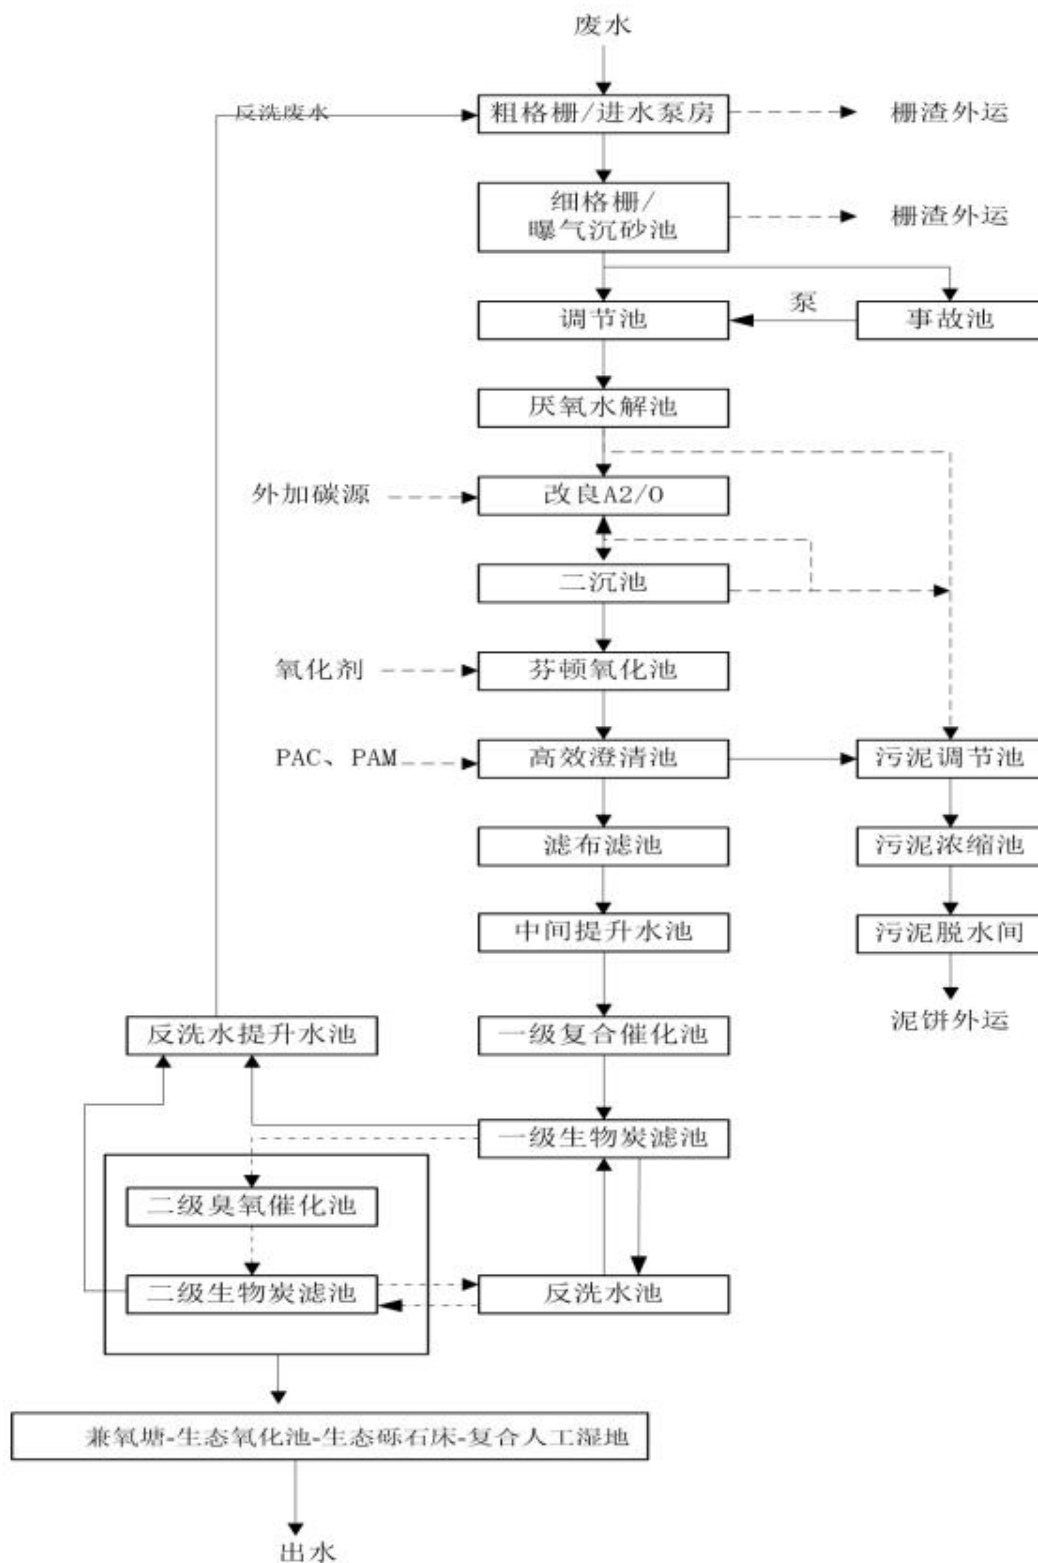 废水
反洗废水
粗格栅/进水泵房
栅渣外运
细格栅/
曝气沉砂池
栅渣外运
调节池
泵
事故池
厌氧水解池
外加碳源
改良A2/O
二沉池
氧化剂
芬顿氧化池
PAC、PAM
高效澄清池
污泥调节池
滤布滤池
污泥浓缩池
中间提升水池
污泥脱水间
反洗水提升水池
一级复合催化池
泥饼外运
一级生物炭滤池
二级臭氧催化池
二级生物炭滤池
反洗水池
兼氧塘-生态氧化池-生态砾石床-复合人工湿地
出水